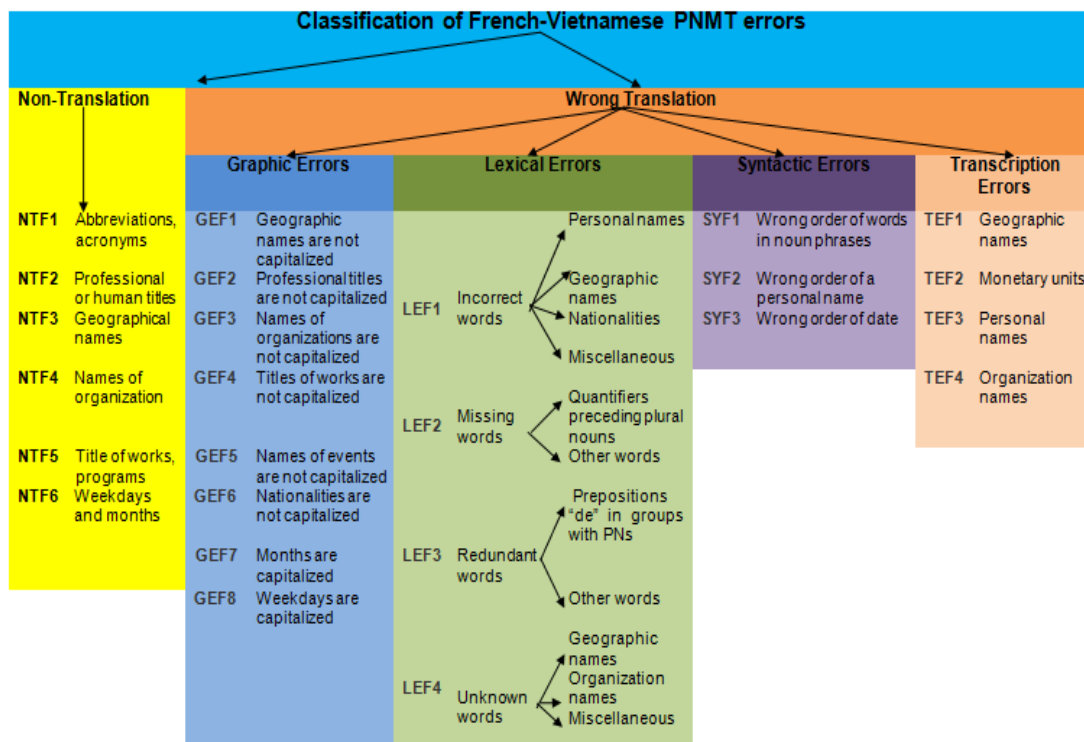 Classification of French-Vietnamese PNMT errors
Non-Translation
Wrong Translation
Graphic Errors
Lexical Errors
Syntactic Errors
Transcription
Errors
NTF1 Abbreviations,
acronyms
NTF2 Professional
or human titles
NTF3 Geographical
names
NTF4 Names of
organization
NTF5 Title of works,
programs
NTF6 Weekdays
and months
GEF1 Geographic
names are not
capitalized
GEF2 Professional titles
are not capitalized
GEF3 Names of
organizations are
not capitalized
GEF4 Titles of works are
not capitalized
GEF5 Names of events
are not capitalized
GEF6 Nationalities are
not capitalized
GEF7 Months are
capitalized
GEF8 Weekdays are
capitalized
LEF1 Incorrect
words
Personal names
Geographic
names
Nationalities
Miscellaneous
LEF2 Missing
words
Quantifiers
preceding plural
nouns
Other words
LEF3 Redundant
words
Prepositions
“de” in groups
with PNs
Other words
LEF4 Unknown
words
Geographic
names
Organization
names
Miscellaneous
SYF1 Wrong order of words
in noun phrases
SYF2 Wrong order of a
personal name
SYF3 Wrong order of date
TEF1 Geographic
names
TEF2 Monetary units
TEF3 Personal
names
TEF4 Organization
names